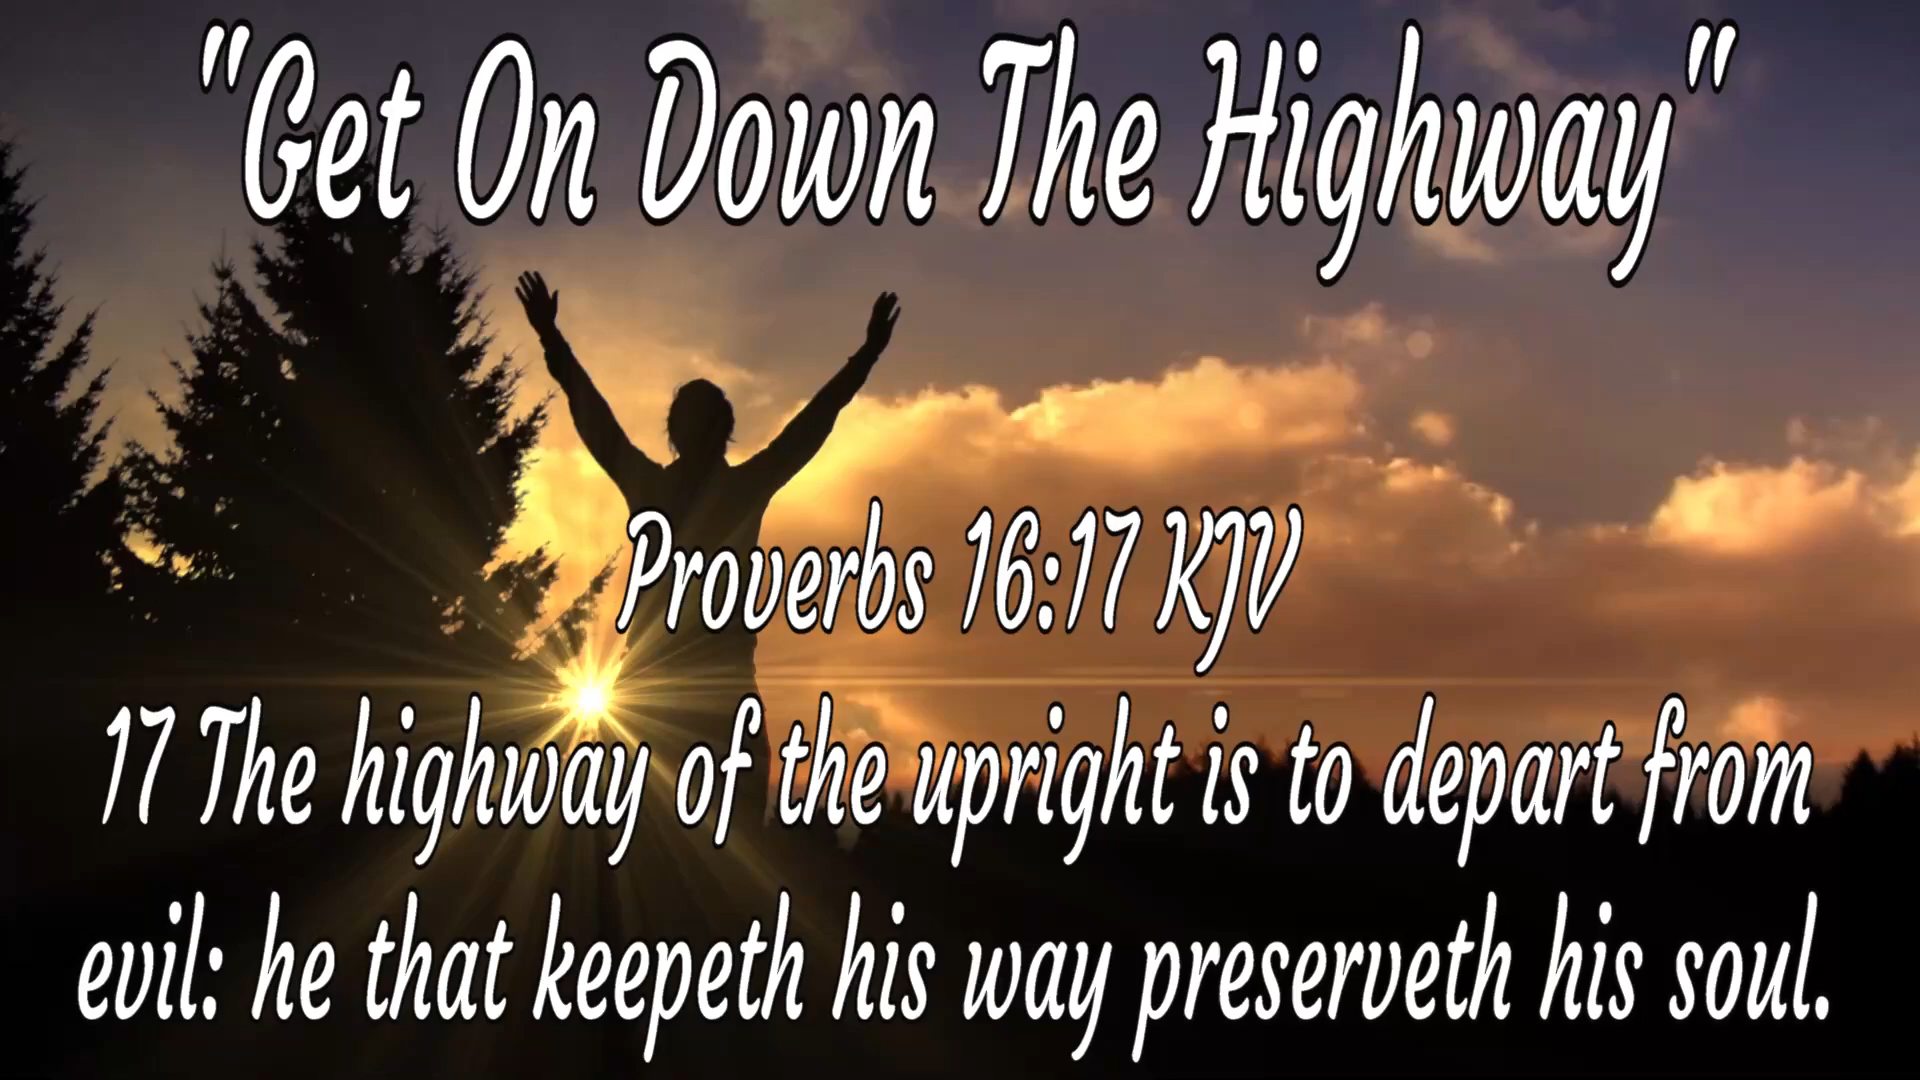 "Get On Down The Highway"
Proverbs 16:17 KJV
17 The highway of the upright is to depart from
evil: he that keepeth his way preserveth his soul.